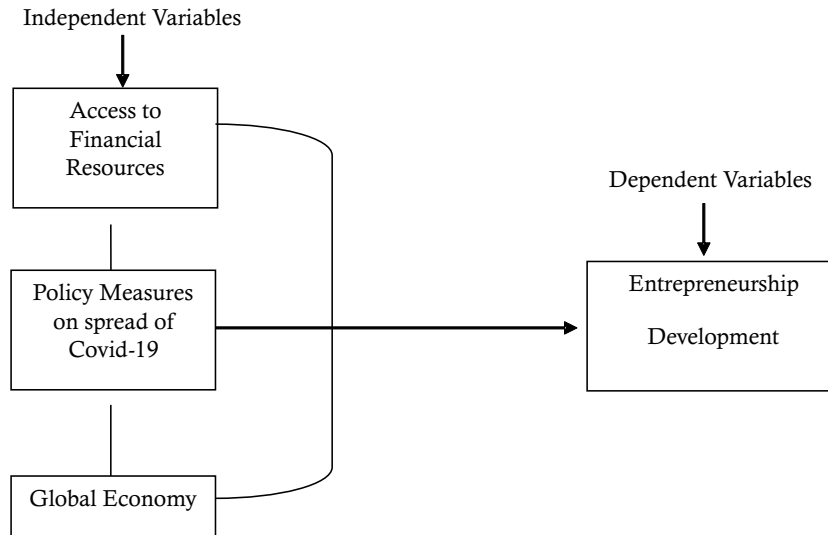 Independent Variables
Access to
Financial
Resources
Policy Measures
on spread of
Covid-19
Global Economy
Dependent Variables
Entrepreneurship
Development